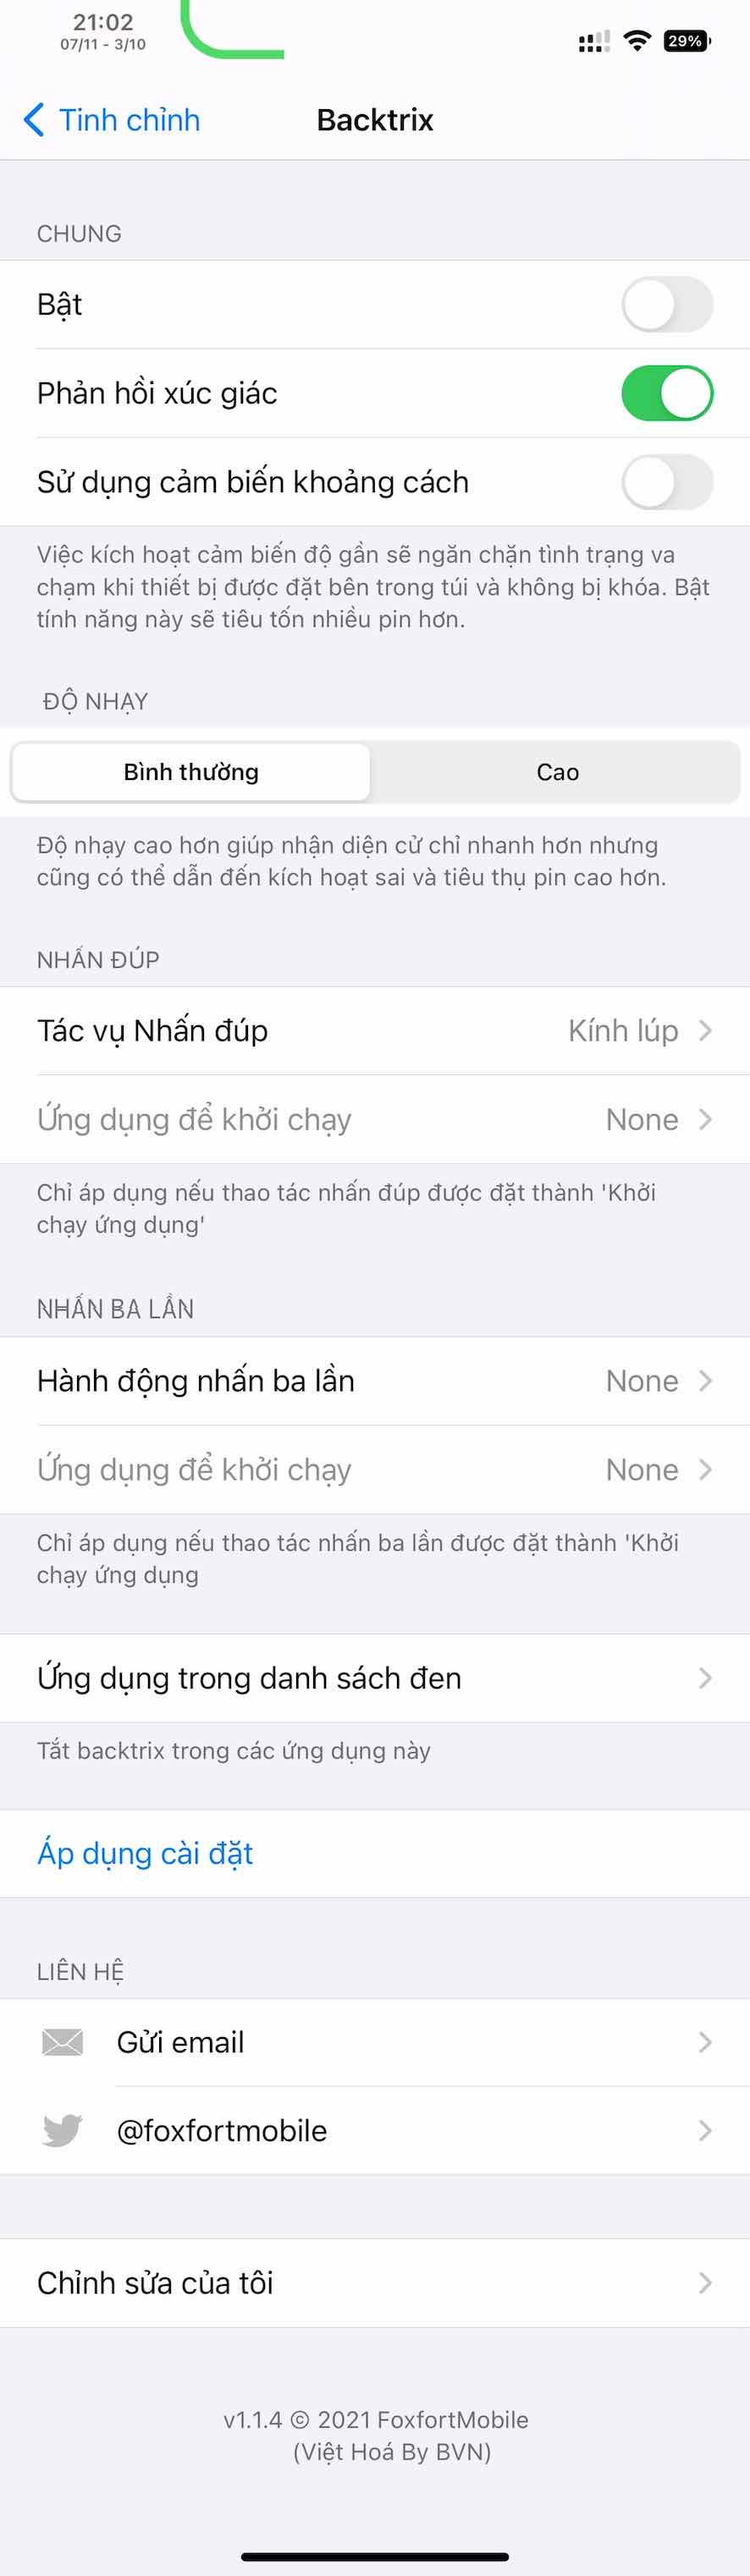 21:02
07/11 - 3/10
29%
Tinh chỉnh
Backtrix
CHUNG
Bật
Phản hồi xúc giác
Sử dụng cảm biến khoảng cách
Việc kích hoạt cảm biến độ gần sẽ ngăn chặn tình trạng va
chạm khi thiết bị được đặt bên trong túi và không bị khóa. Bật
tính năng này sẽ tiêu tốn nhiều pin hơn.
ĐỘ NHẠY
Bình thường
Cao
Độ nhạy cao hơn giúp nhận diện cử chỉ nhanh hơn nhưng
cũng có thể dẫn đến kích hoạt sai và tiêu thụ pin cao hơn.
NHẤN ĐÚP
Tác vụ Nhấn đúp
Kính lúp
Ứng dụng để khởi chạy
None
Chỉ áp dụng nếu thao tác nhấn đúp được đặt thành 'Khởi
chạy ứng dụng'
NHẤN BA LẦN
Hành động nhấn ba lần
None
Ứng dụng để khởi chạy
None
Chỉ áp dụng nếu thao tác nhấn ba lần được đặt thành 'Khởi
chạy ứng dụng
Ứng dụng trong danh sách đen
Tắt backtrix trong các ứng dụng này
Áp dụng cài đặt
LIÊN HỆ
Gửi email
@foxfortmobile
Chỉnh sửa của tôi
v1.1.4 © 2021 FoxfortMobile
(Việt Hoá By BVN)